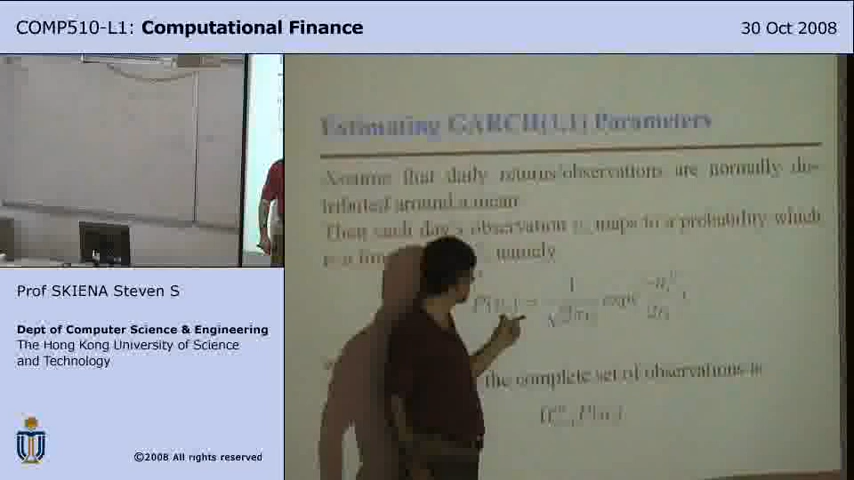 COMP510-L1: Computational Finance
30 Oct 2008
Estimating GARCH(1,1) Parameters
Assume that daily returns/observations are normally dis-
tributed around a mean
Then each day's observation maps to a probability which
is a namely
the complete set of observations is
Prof SKIENA Steven S
Dept of Computer Science & Engineering
The Hong Kong University of Science
and Technology
©2008 All rights reserved